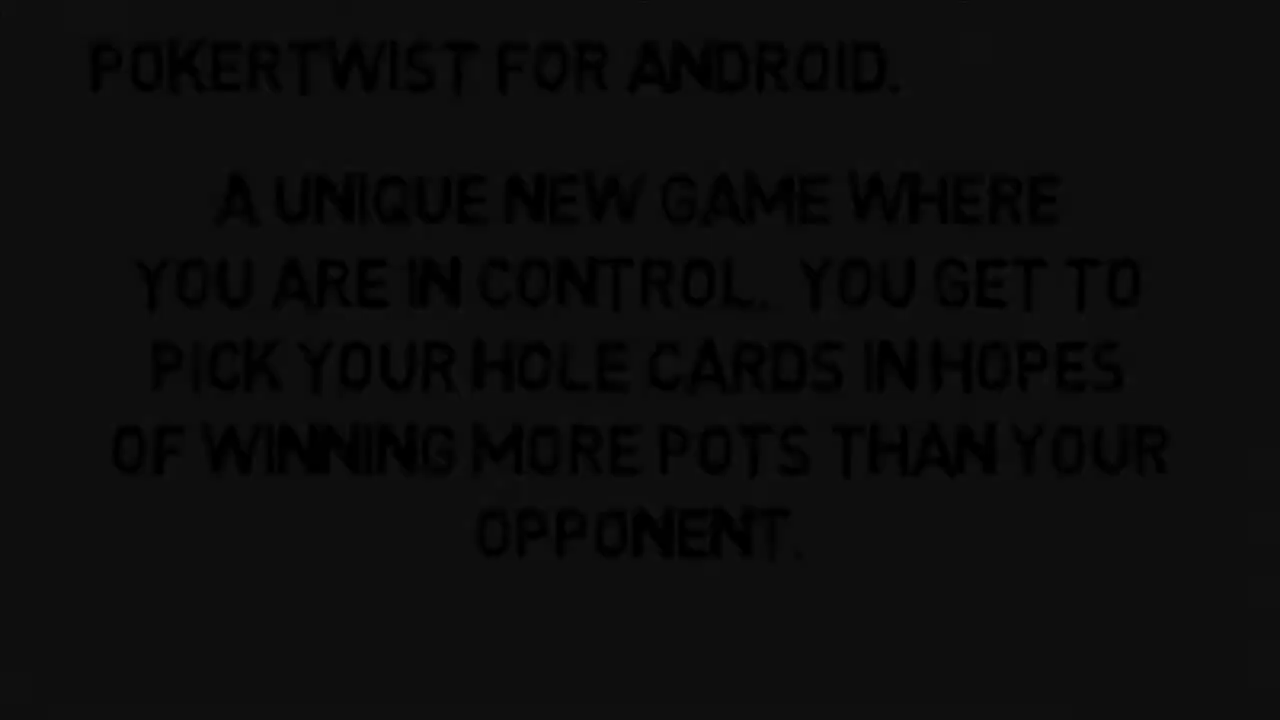 POKERTWIST FOR ANDROID.
A UNIQUE NEW GAME WHERE
YOU ARE IN CONTROL. YOU GET TO
PICK YOUR HOLE CARDS IN HOPES
OF WINNING MORE POTS THAN YOUR
OPPONENT.